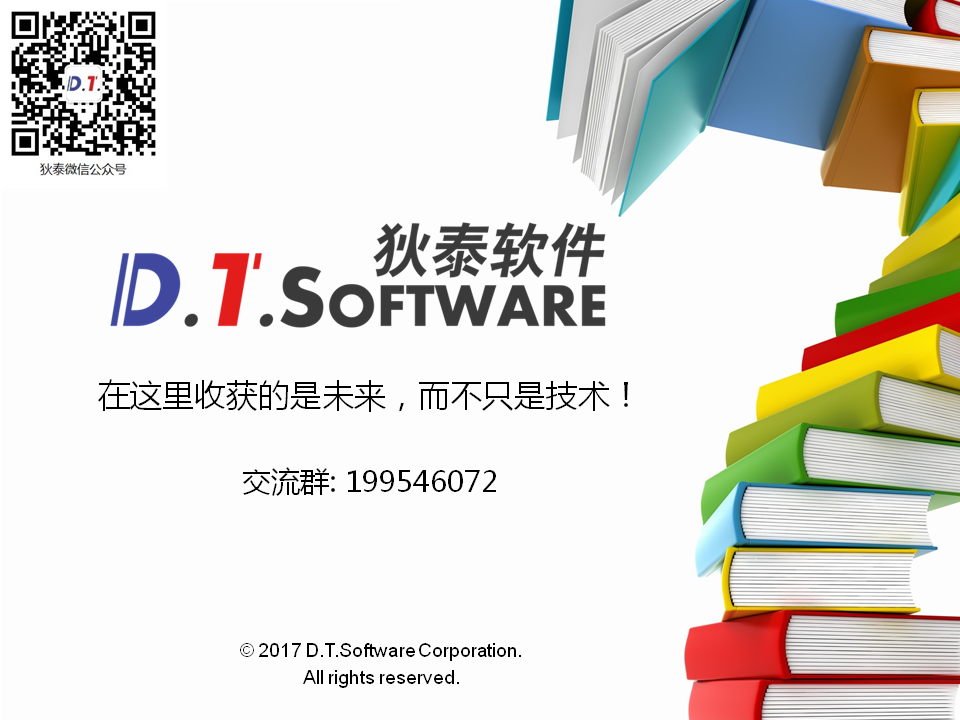 D.T.
狄泰微信公众号
狄泰软件
D.T.SOFTWARE
在这里收获的是未来，而不只是技术！
交流群: 199546072
© 2017 D.T.Software Corporation.
All rights reserved.